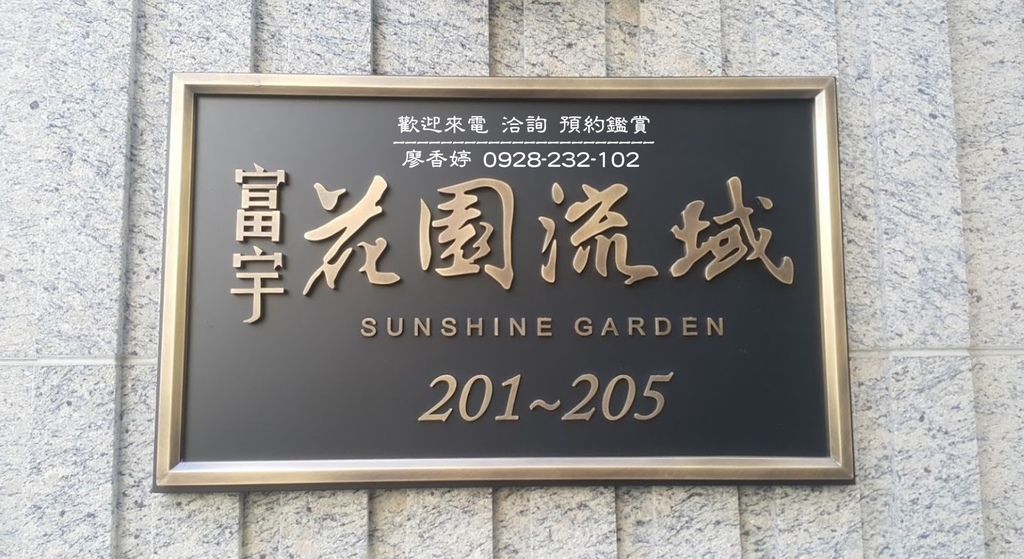 歡迎來電 洽詢 預約鑑賞
廖香婷 0928-232-102
富宇
花園流域
SUNSHINE GARDEN
201~205